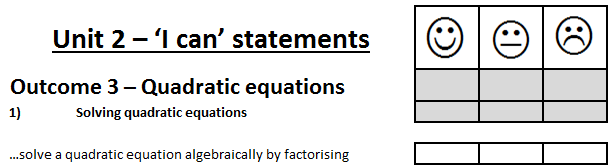 Unit 2 – ‘I can’ statements
Outcome 3 – Quadratic equations
1) Solving quadratic equations
…solve a quadratic equation algebraically by factorising